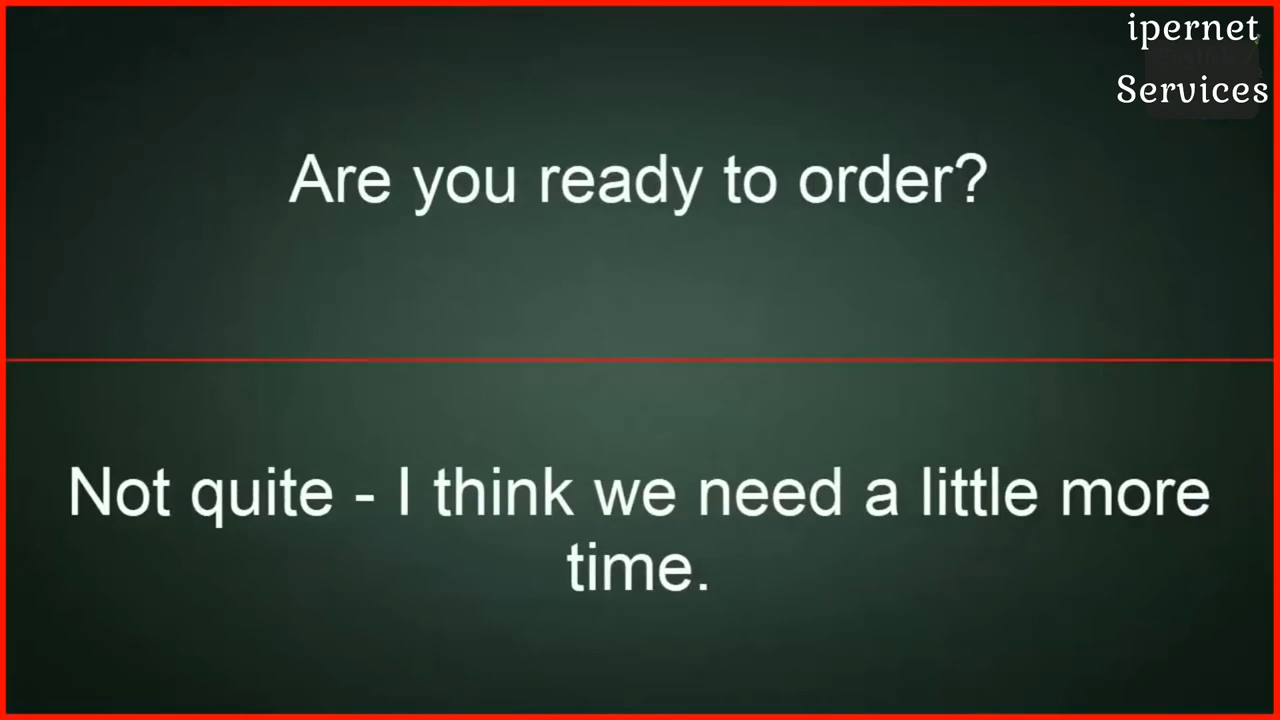 ipernet
Services
Are you ready to order?
Not quite - I think we need a little more
time.